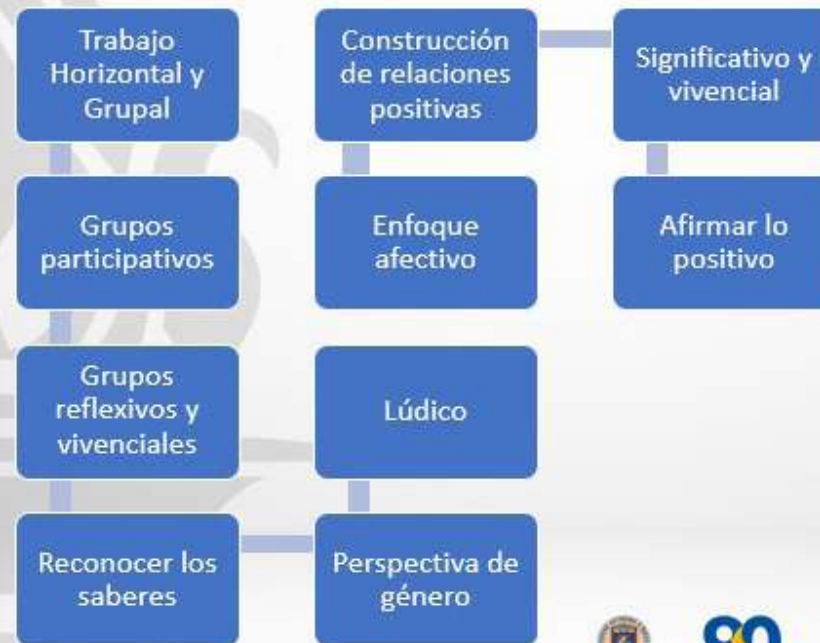 Trabajo
Horizontal y
Grupal
Grupos
participativos
Grupos
reflexivos y
vivenciales
Reconocer los
saberes
Perspectiva de
género
Lúdico
Enfoque
afectivo
Construcción
de relaciones
positivas
Significativo y
vivencial
Afirmar lo
positivo